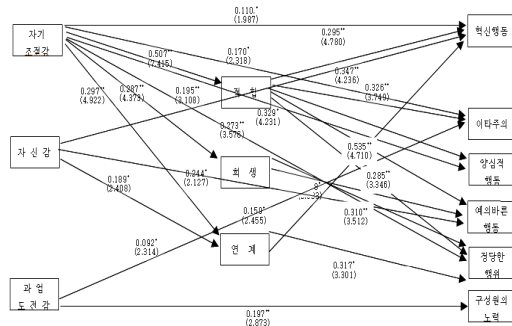 0.110.*
(1.987)
자기
조절감
혁신행동
0.295**
(4.780)
0.507**
(7.415)
0.170*
(2.318)
0.347**
(4.236)
0.326**
(3.749)
이타주의
0.297**
(4.922)
0.287**
(4.373)
0.195**
(3.108)
적합
0.329*
(4.231)
자신감
0.273**
(3.576)
0.535**
(4.710)
양심적
행동
희생
0.285**
(3.346)
0.189*
(2.408)
0.244*
(2.127)
예의바른
행동
0.150*
(2.455)
0.310**
(3.512)
연계
정당한
행위
0.092*
(2.314)
0.317*
(3.301)
과업
도전감
구성원의
노력
0.197**
(2.873)